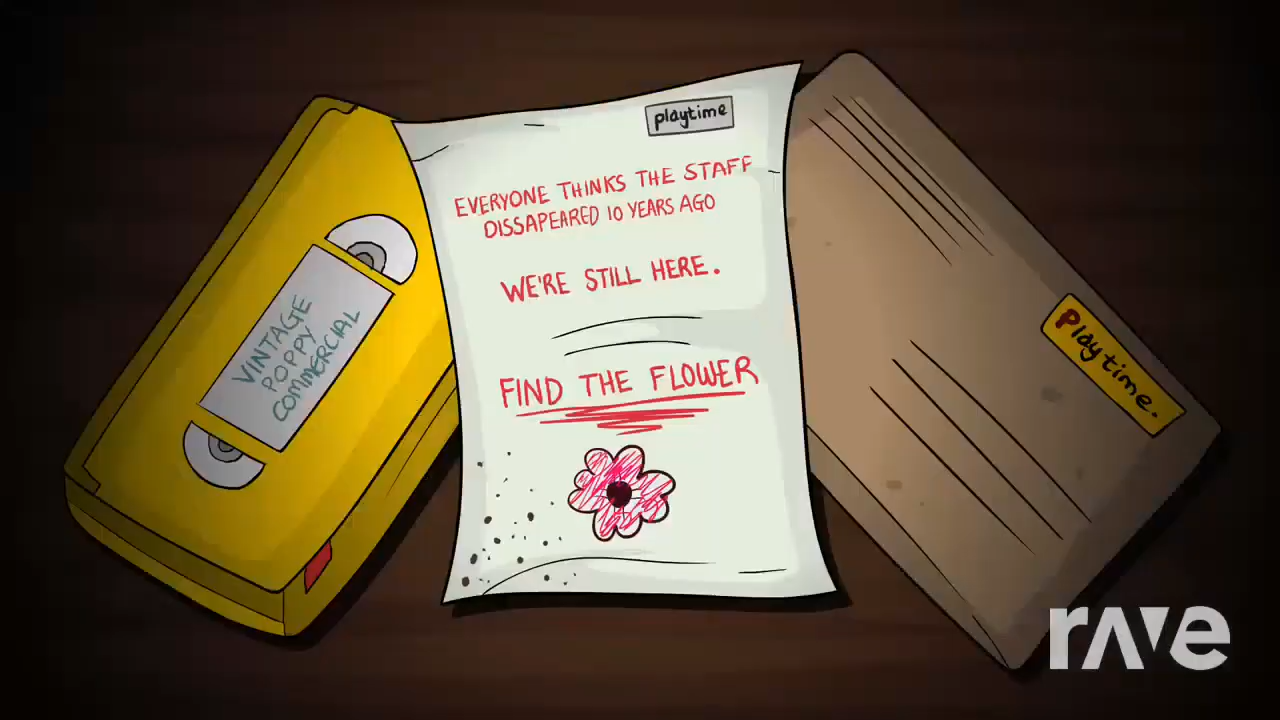 VINTAGE
POPPY
COMMERCIAL
playtime
EVERYONE THINKS THE STAFF
DISSAPEARED 10 YEARS AGO
WE'RE STILL HERE.
FIND THE FLOWER
Playtime.
rave